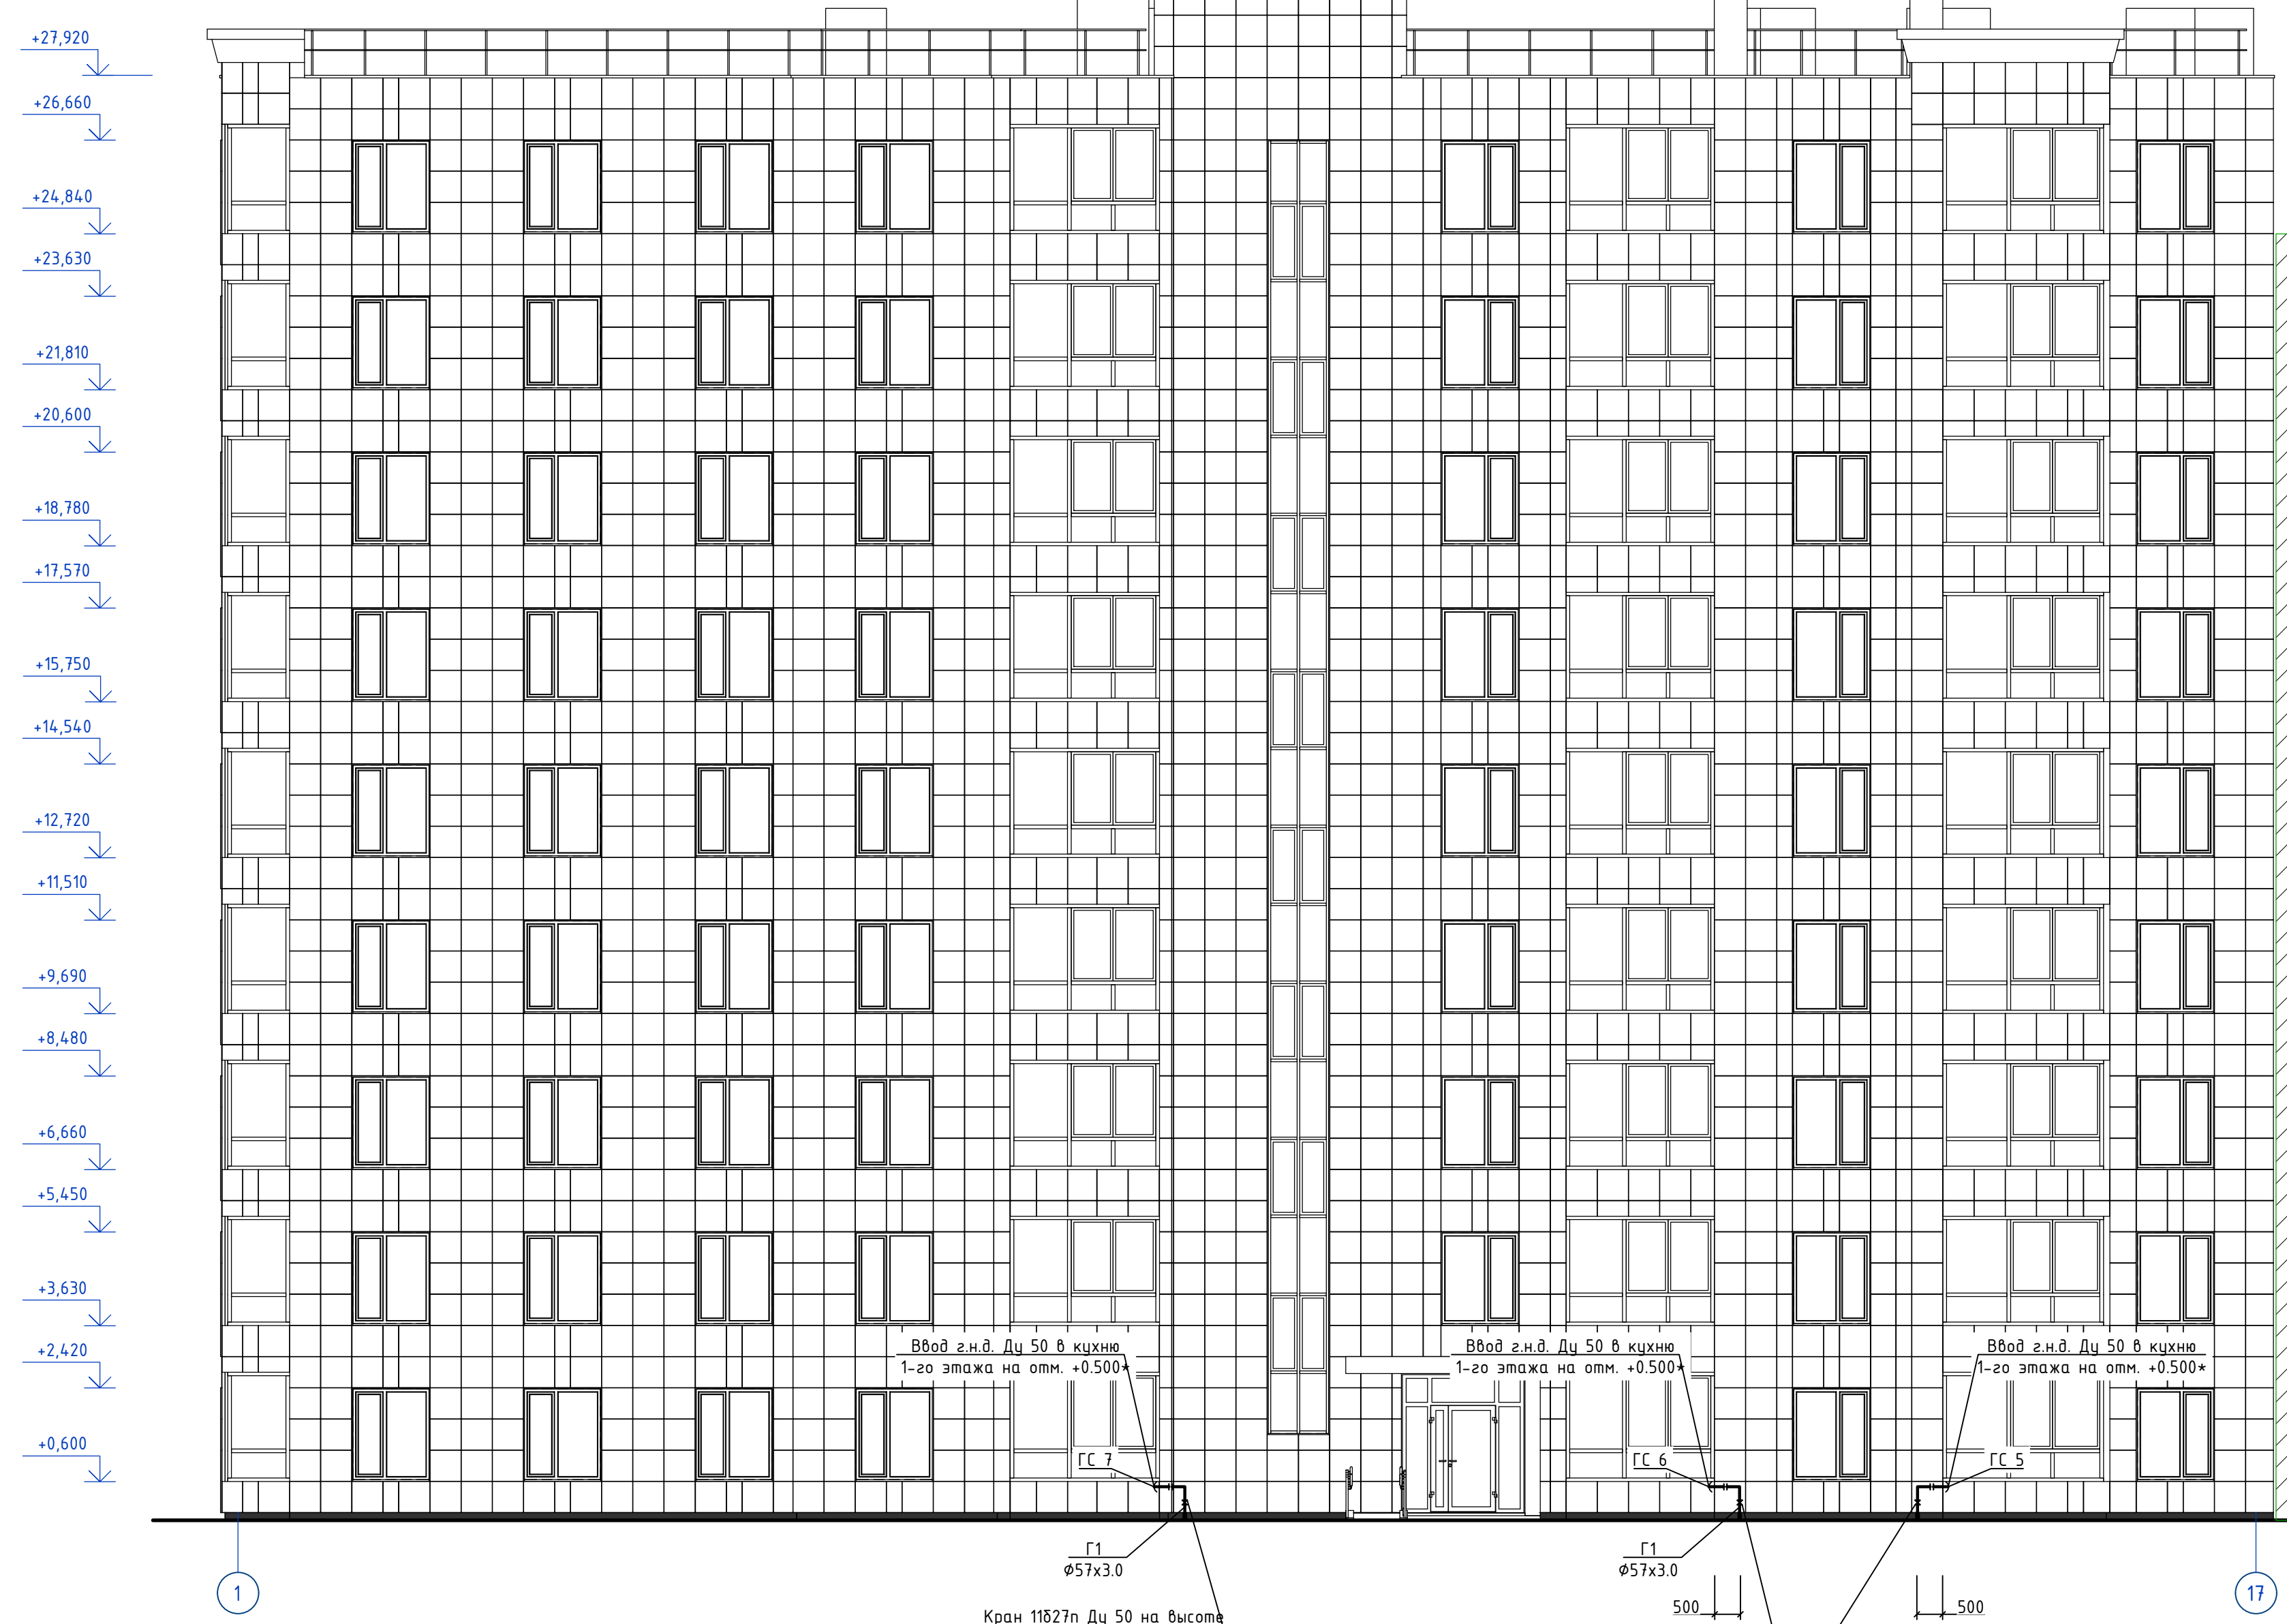 +27,920
+26,660
+24,840
+23,630
+21,810
+20,600
+18,780
+17,570
+15,750
+14,540
+12,720
+11,510
+9,690
+8,480
+6,660
+5,450
+3,630
+2,420
+0,600
Ввод г.н.д. Ду 50 в кухню
1-го этажа на отм. +0.500*
Ввод г.н.д. Ду 50 в кухню
1-го этажа на отм. +0.500*
Ввод г.н.д. Ду 50 в кухню
1-го этажа на отм. +0.500*
ГС 7
ГС 6
ГС 5
Г1
ϕ57х3.0
Г1
ϕ57х3.0
1
17
500
500
Кран 11б27п Ду 50 на высоте